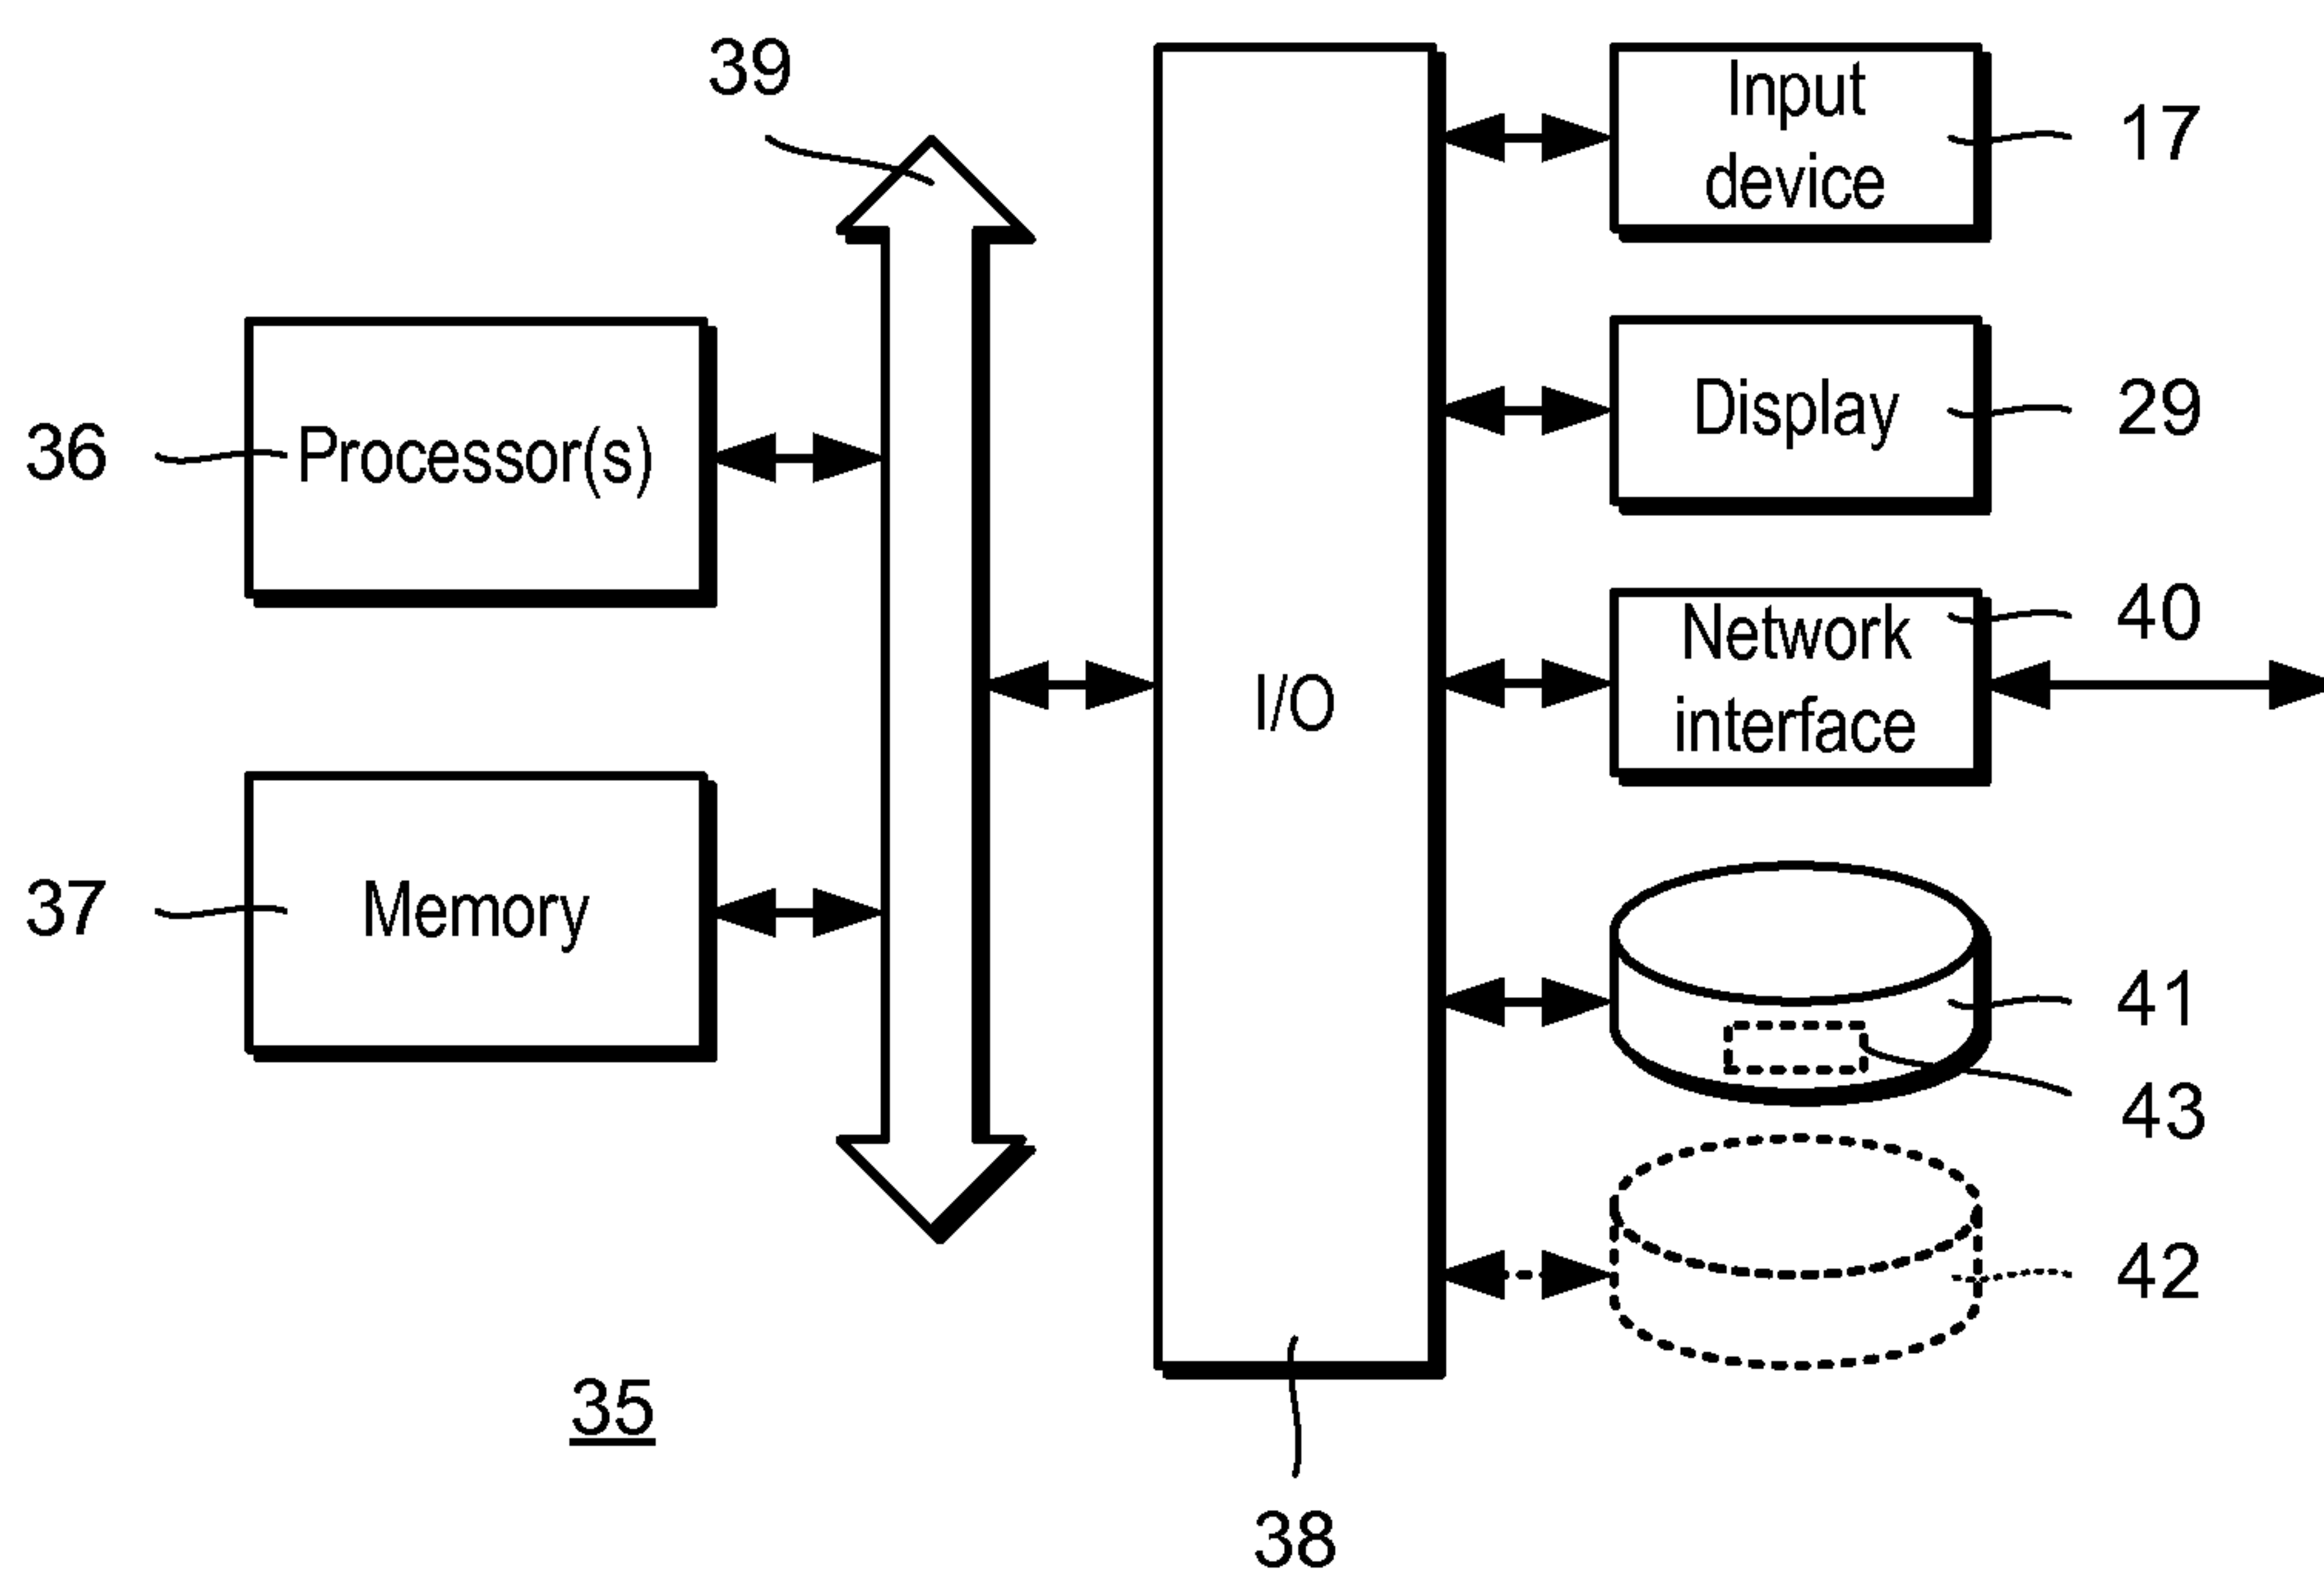 39
Input
device
17
36
Processor(s)
Display
29
40
Network
interface
I/O
37
Memory
41
43
42
35
38